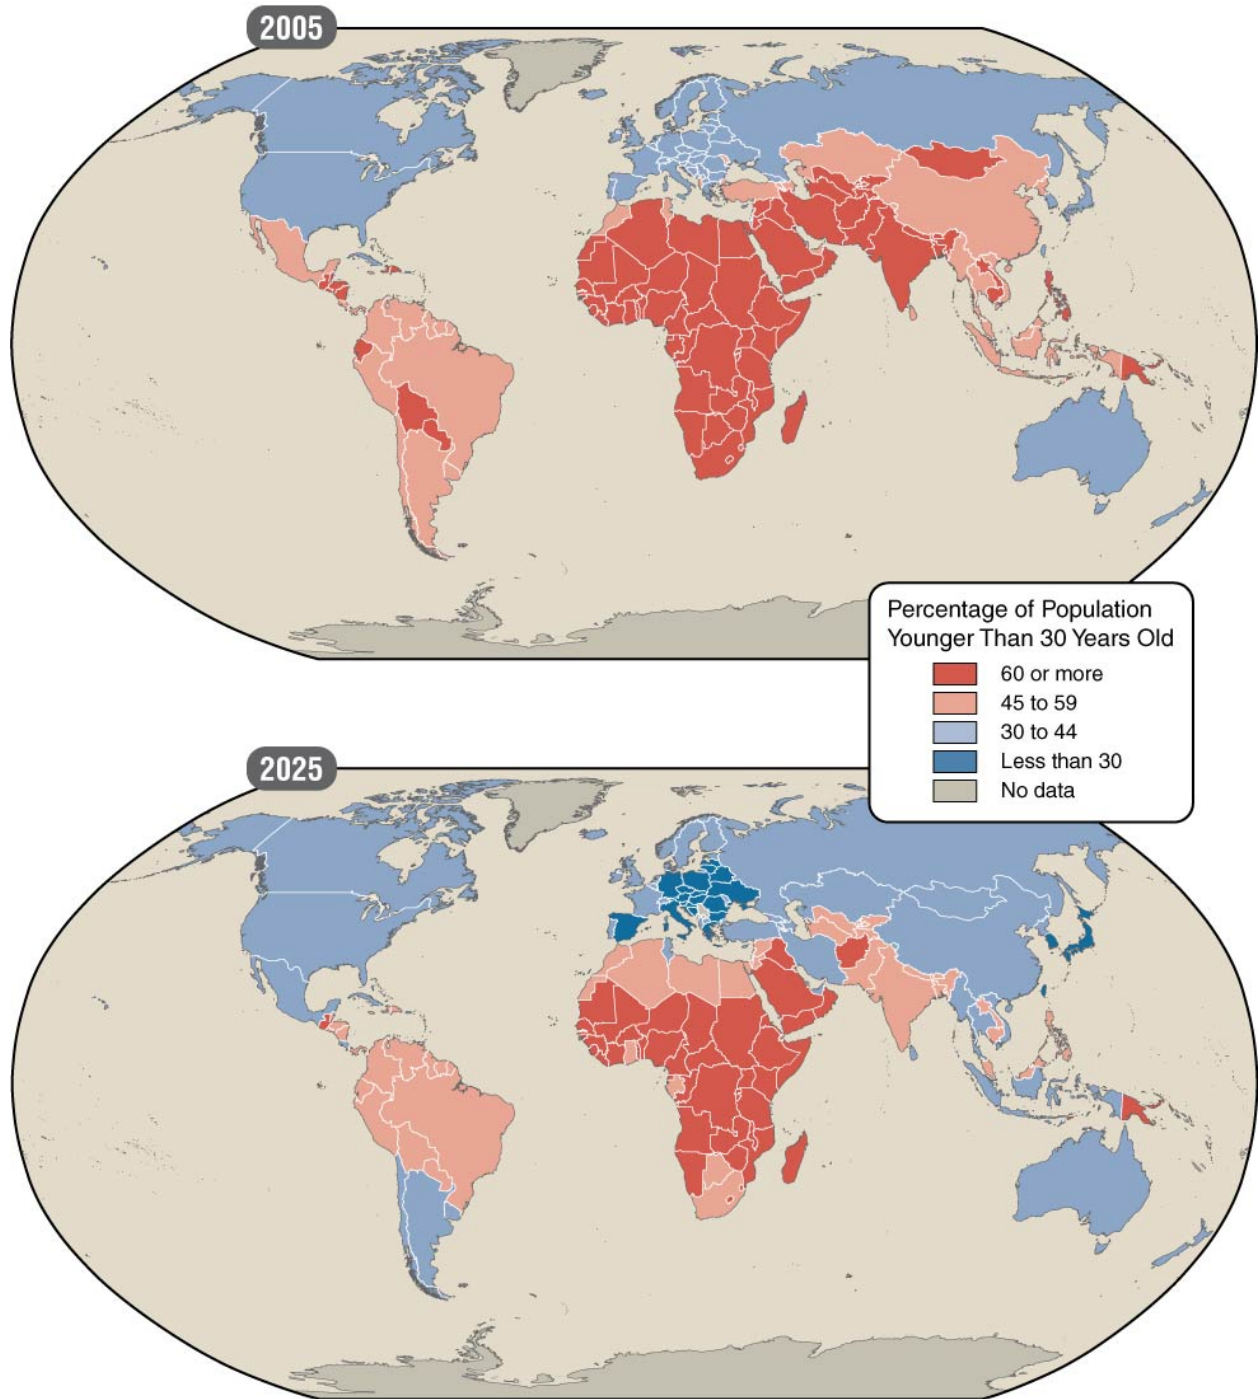 2005
Percentage of Population
Younger Than 30 Years Old
60 or more
45 to 59
30 to 44
Less than 30
No data
2025